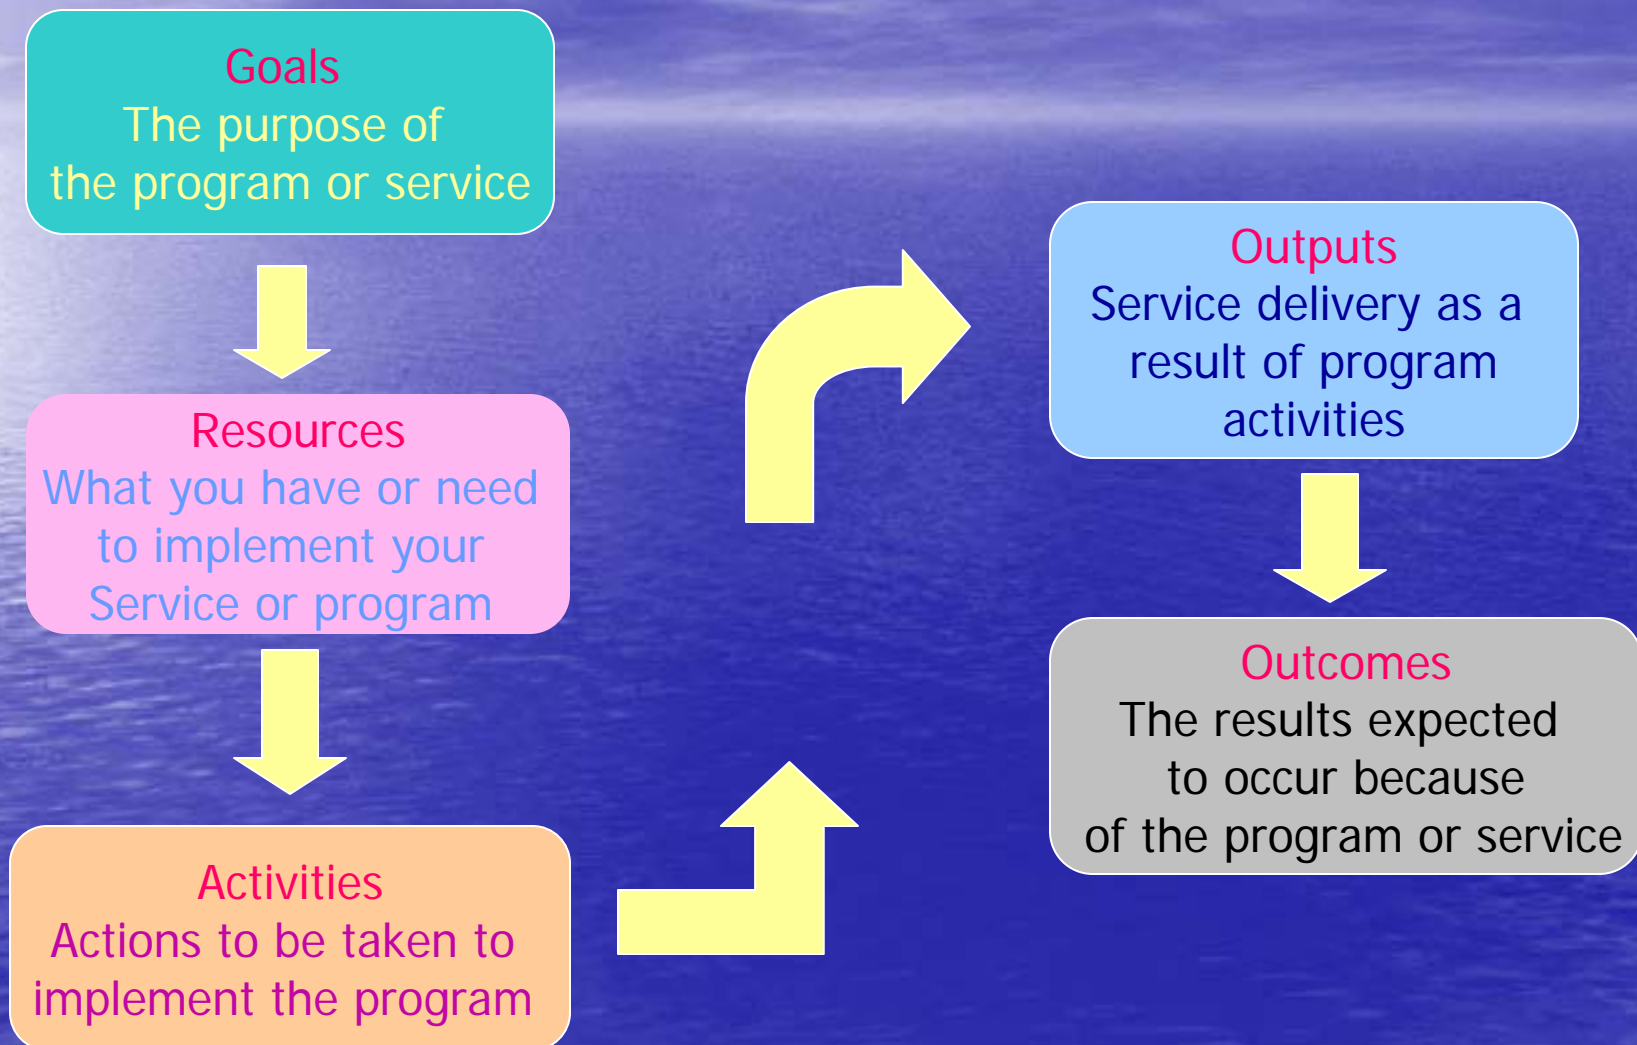 Goals
The purpose of
the program or service
Resources
What you have or need
to implement your
Service or program
Activities
Actions to be taken to
implement the program
Outputs
Service delivery as a
result of program
activities
Outcomes
The results expected
to occur because
of the program or service